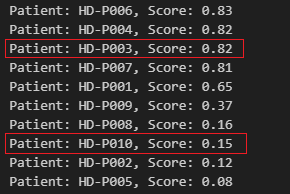 Patient: HD-P006, Score: 0.83
Patient: HD-P004, Score: 0.82
Patient: HD-P003, Score: 0.82
Patient: HD-P007, Score: 0.81
Patient: HD-P001, Score: 0.65
Patient: HD-P009, Score: 0.37
Patient: HD-P008, Score: 0.16
Patient: HD-P010, Score: 0.15
Patient: HD-P002, Score: 0.12
Patient: HD-P005, Score: 0.08